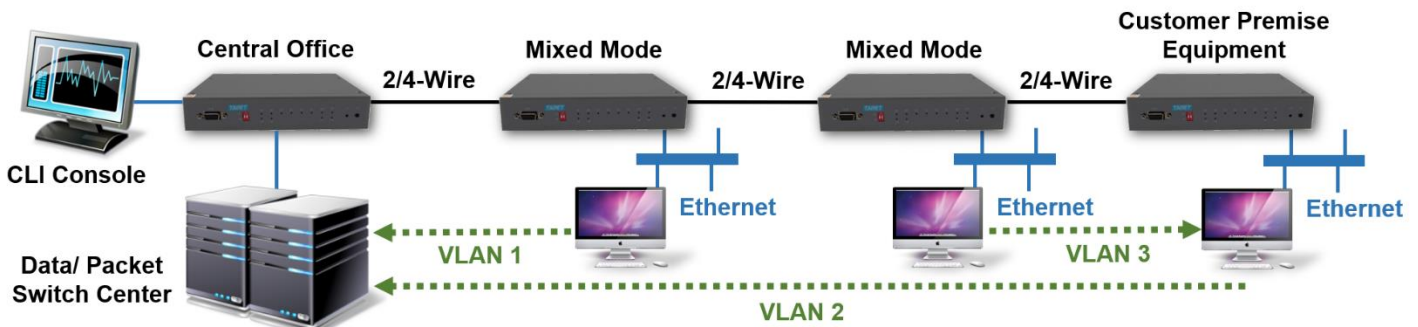 Customer Premise
Equipment
Central Office
Mixed Mode
Mixed Mode
2/4-Wire
2/4-Wire
2/4-Wire
CLI Console
Ethernet
Ethernet
Ethernet
VLAN 1
VLAN 3
Data/ Packet
Switch Center
VLAN 2